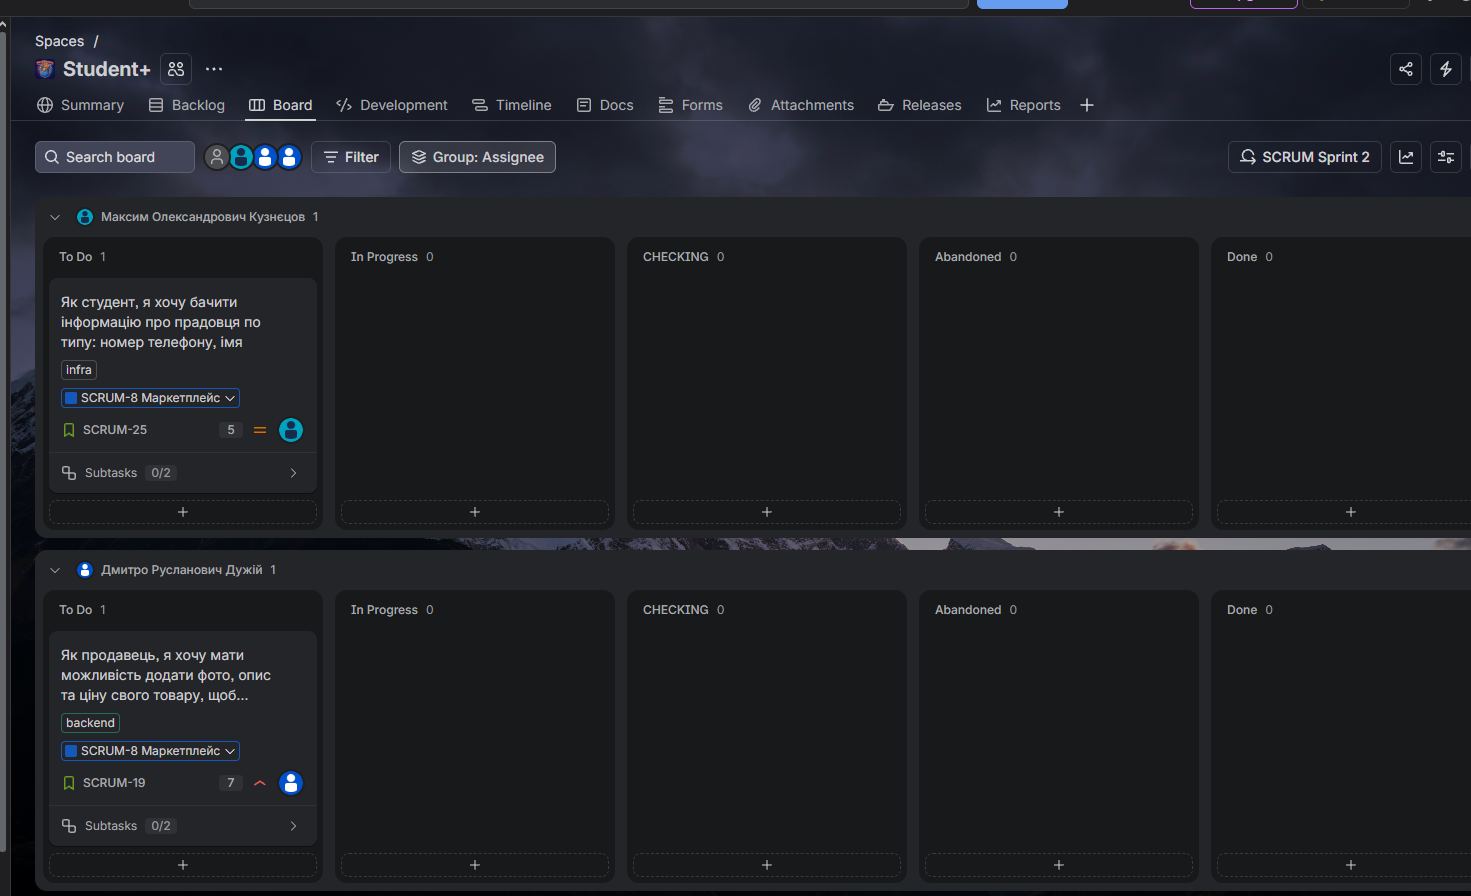 Spaces /
Student+
Summary Backlog Board Development Timeline Docs Forms Attachments Releases Reports
Search board Filter Group: Assignee SCRUM Sprint 2
Максим Олександрович Кузнєцов 1
To Do 1 In Progress 0 CHECKING 0 Abandoned 0 Done 0
Як студент, я хочу бачити
інформацію про прадовця по
типу: номер телефону, імя
infra
SCRUM-8 Маркетплейс
SCRUM-25 5
Subtasks 0/2
Дмитро Русланович Дужій 1
To Do 1 In Progress 0 CHECKING 0 Abandoned 0 Done 0
Як продавець, я хочу мати
можливість додати фото, опис
та ціну свого товару, щоб...
backend
SCRUM-8 Маркетплейс
SCRUM-19 7
Subtasks 0/2